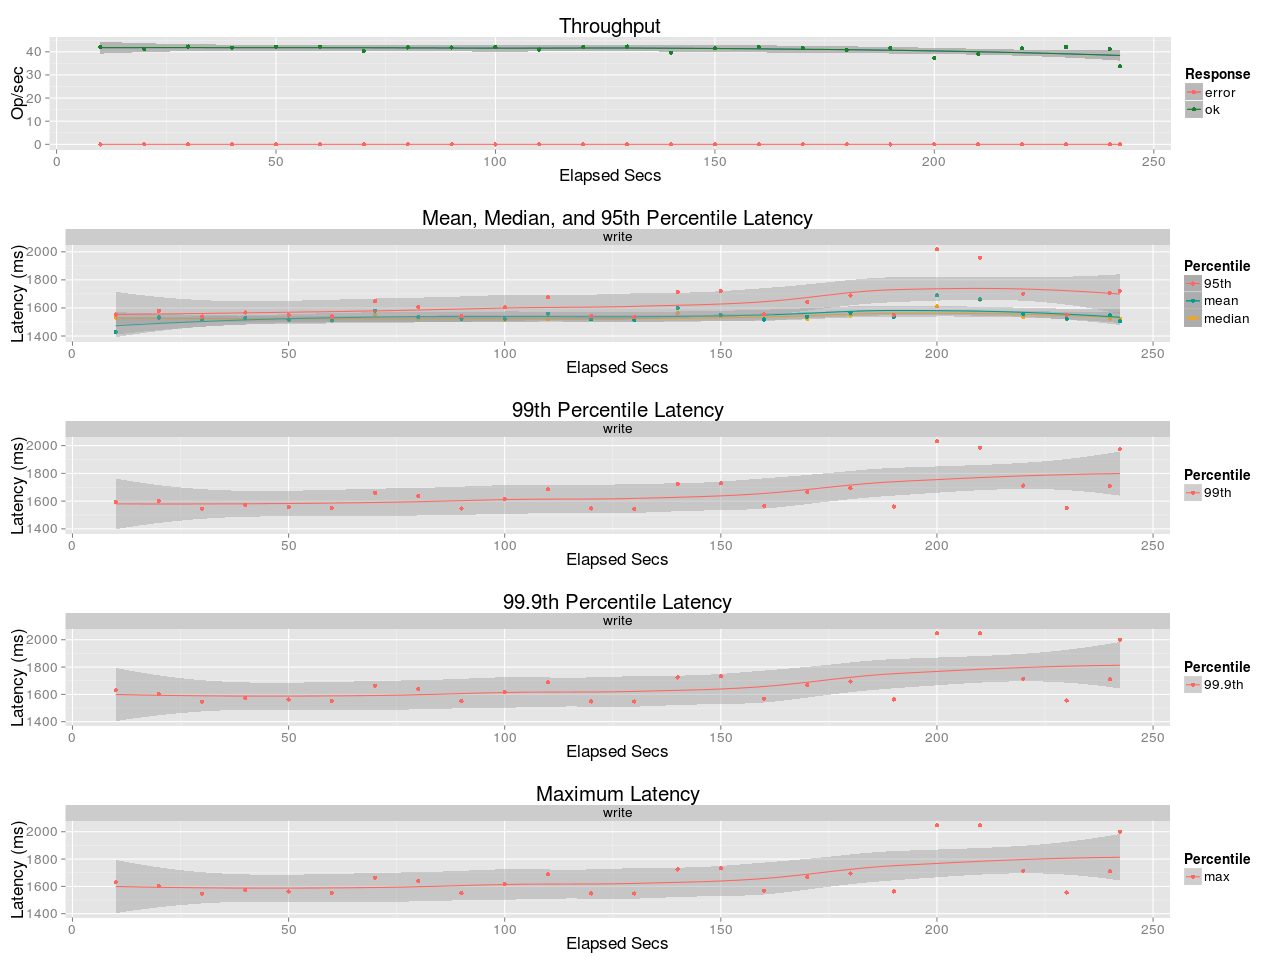 Throughput
Op/sec
40
30
20
10
0
0 50 100 150 200 250
Elapsed Secs
Response
error
ok
Mean, Median, and 95th Percentile Latency
write
Latency (ms)
2000
1800
1600
1400
0 50 100 150 200 250
Elapsed Secs
Percentile
95th
mean
median
99th Percentile Latency
write
Latency (ms)
2000
1800
1600
1400
0 50 100 150 200 250
Elapsed Secs
Percentile
99th
99.9th Percentile Latency
write
Latency (ms)
2000
1800
1600
1400
0 50 100 150 200 250
Elapsed Secs
Percentile
99.9th
Maximum Latency
write
Latency (ms)
2000
1800
1600
1400
0 50 100 150 200 250
Elapsed Secs
Percentile
max